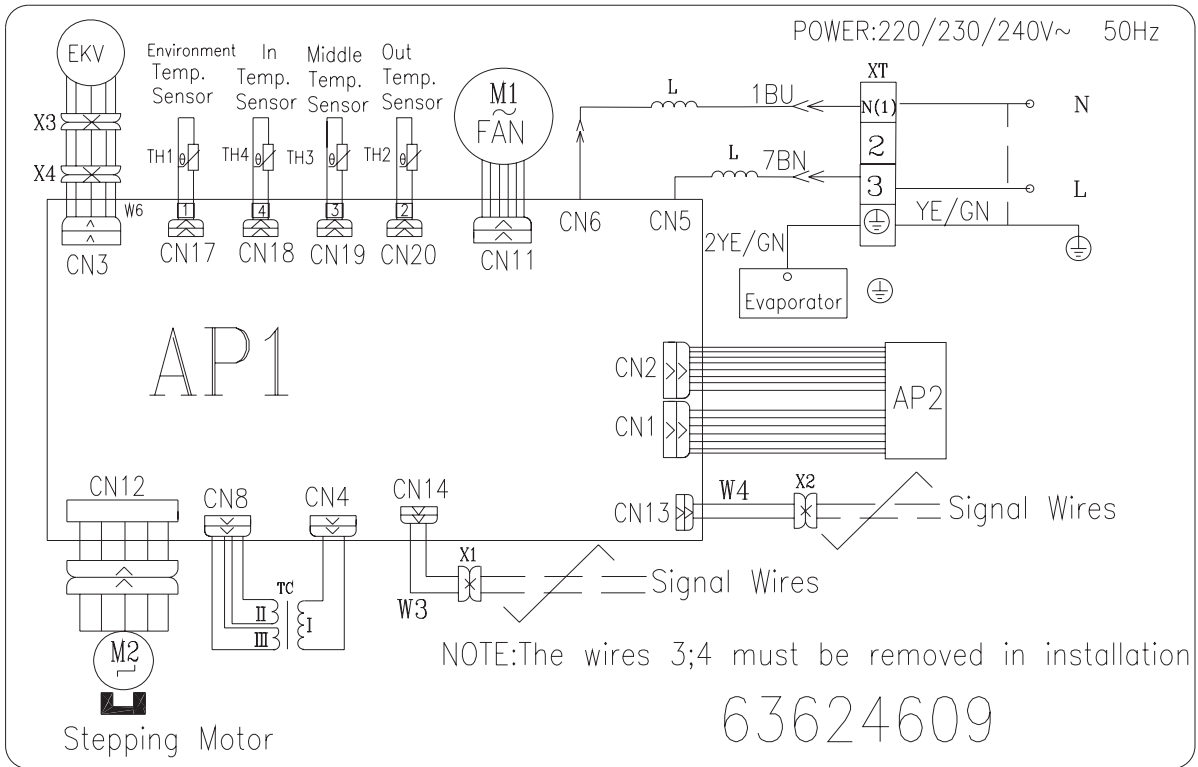 POWER:220/230/240V~ 50Hz
EKV
Environment Temp. Sensor
In Temp. Sensor
Middle Temp. Sensor
Out Temp. Sensor
M1
~
FAN
L
1BU
XT
N(1)
N
X3
TH1
θ
TH4
θ
TH3
θ
TH2
θ
2
L
7BN
3
L
X4
W6
1
4
3
2
CN6
CN5
YE/GN
CN3
CN17
CN18
CN19
CN20
CN11
2YE/GN
Evaporator
AP1
CN2
AP2
CN1
CN12
CN8
CN4
CN14
CN13
W4
X2
Signal Wires
X1
Signal Wires
W3
TC
II
III
I
M2
NOTE:The wires 3;4 must be removed in installation
63624609
Stepping Motor